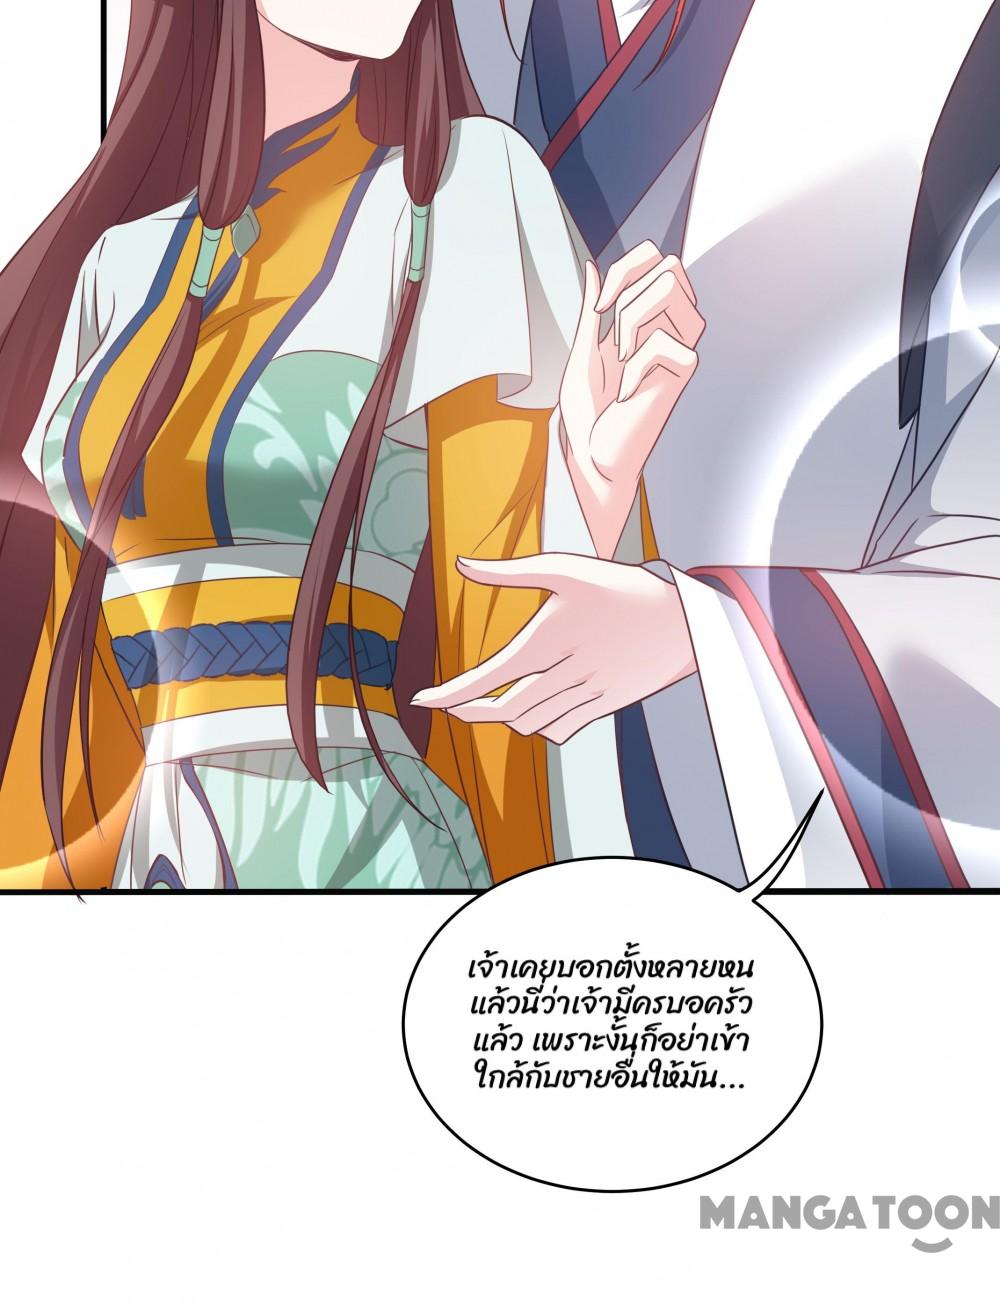 เจ้าเคยบอกตั้งหลายหน
แล้วนี่ว่าเจ้ามีครบอครัว
แล้ว เพราะงั้นก็อย่าเข้า
ใกล้กับชายอื่นให้มัน...
MANGATOON